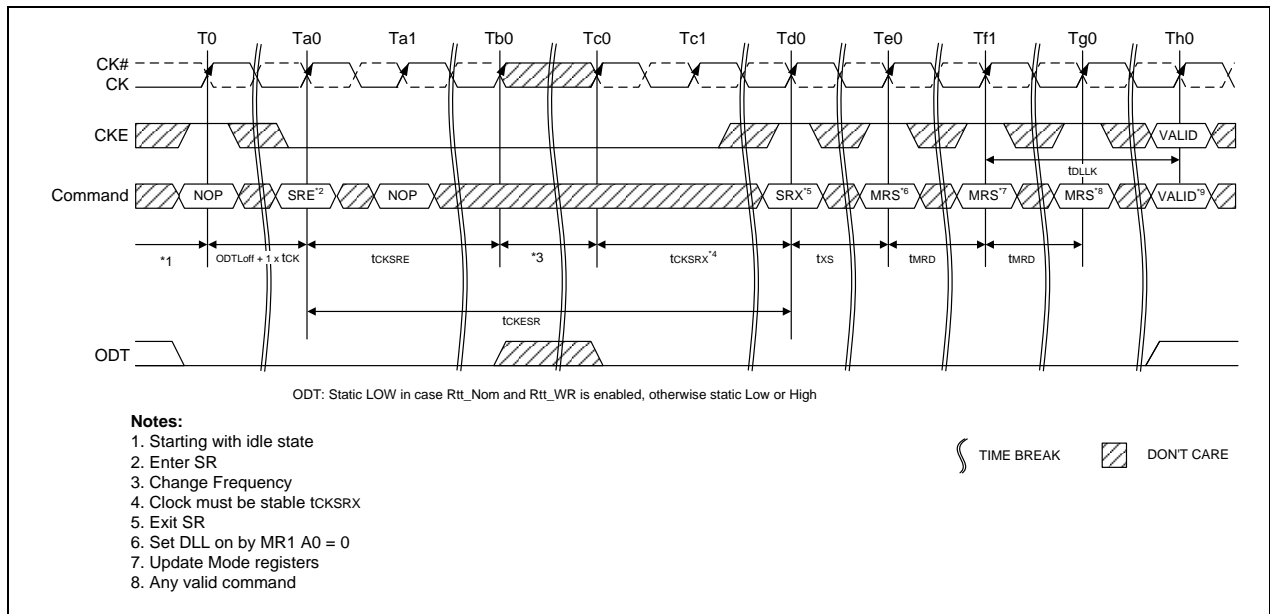 T0 Ta0 Ta1 Tb0 Tc0 Tc1 Td0 Te0 Tf1 Tg0 Th0
CK#
CK
CKE VALID
tDLLK
Command NOP SRE*2 NOP SRX*5 MRS*6 MRS*7 MRS*8 VALID*9
*1 ODTLoff + 1 x tCK tCKSRE *3 tCKSRX*4 tXS tMRD tMRD
tCKESR
ODT
ODT: Static LOW in case Rtt_Nom and Rtt_WR is enabled, otherwise static Low or High
Notes:
1. Starting with idle state
2. Enter SR
3. Change Frequency
4. Clock must be stable tCKSRX
5. Exit SR
6. Set DLL on by MR1 A0 = 0
7. Update Mode registers
8. Any valid command
TIME BREAK DON'T CARE